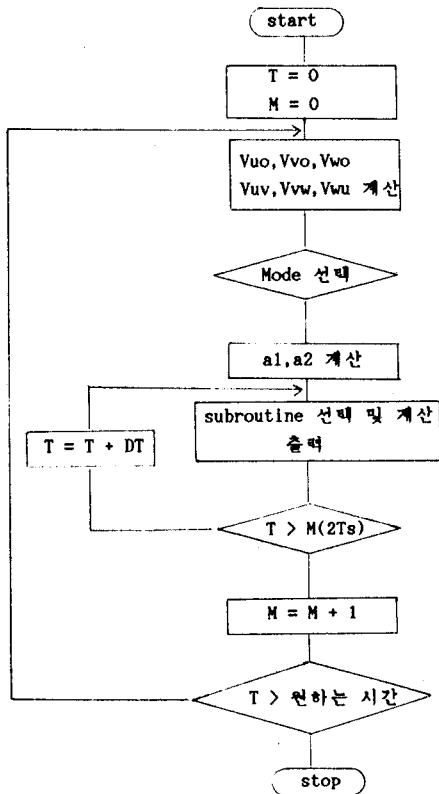 start
T = 0
M = 0
Vuo,Vvo,Vwo
Vuv,Vvw,Vwu 계산
Mode 선택
a1,a2 계산
subroutine 선택 및 계산
출력
T = T + DT
T > M(2Ts)
M = M + 1
T > 원하는 시간
stop